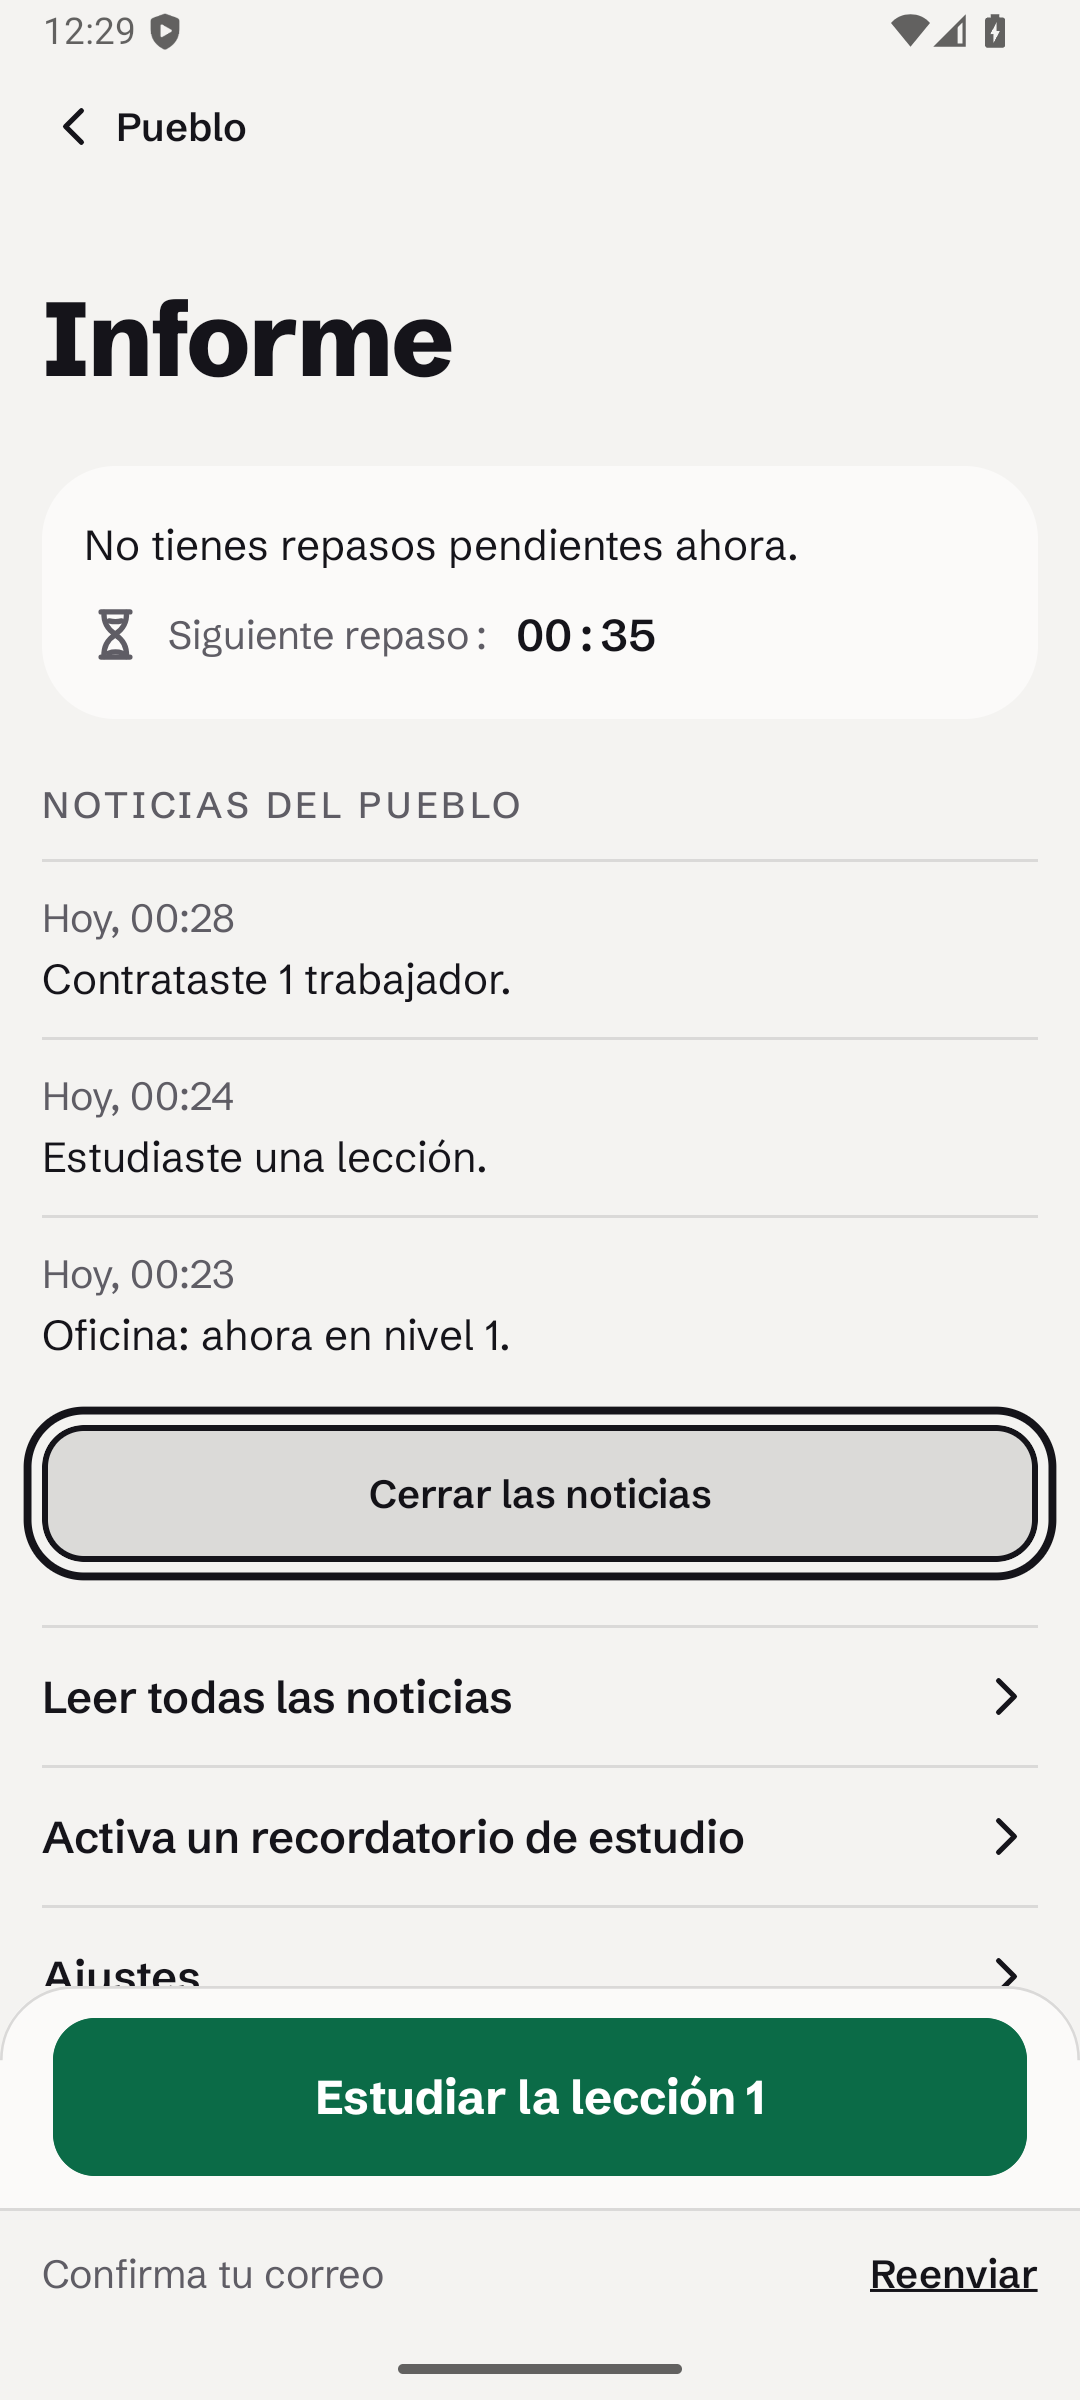 12:29
Pueblo
Informe
No tienes repasos pendientes ahora.
Siguiente repaso: 00:35
NOTICIAS DEL PUEBLO
Hoy, 00:28
Contrataste 1 trabajador.
Hoy, 00:24
Estudiaste una lección.
Hoy, 00:23
Oficina: ahora en nivel 1.
Cerrar las noticias
Leer todas las noticias
Activa un recordatorio de estudio
Ajustes
Estudiar la lección 1
Confirma tu correo Reenviar